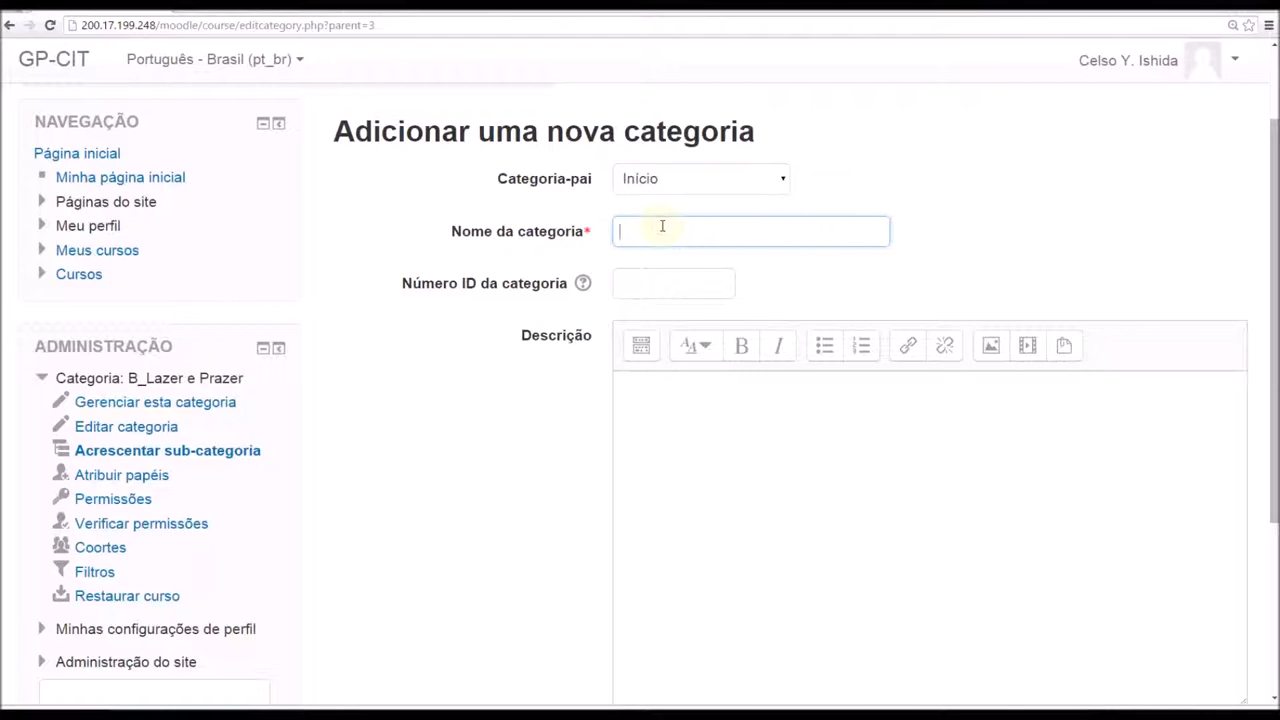 200.17.199.248/moodle/course/editcategory.php?parent=3
GP-CIT
Português - Brasil (pt_br)
Celso Y. Ishida
NAVEGAÇÃO
Página inicial
Minha página inicial
Páginas do site
Meu perfil
Meus cursos
Cursos
ADMINISTRAÇÃO
Categoria: B_Lazer e Prazer
Gerenciar esta categoria
Editar categoria
Acrescentar sub-categoria
Atribuir papéis
Permissões
Verificar permissões
Coortes
Filtros
Restaurar curso
Minhas configurações de perfil
Administração do site
Adicionar uma nova categoria
Categoria-pai
Início
Nome da categoria*
Número ID da categoria
Descrição